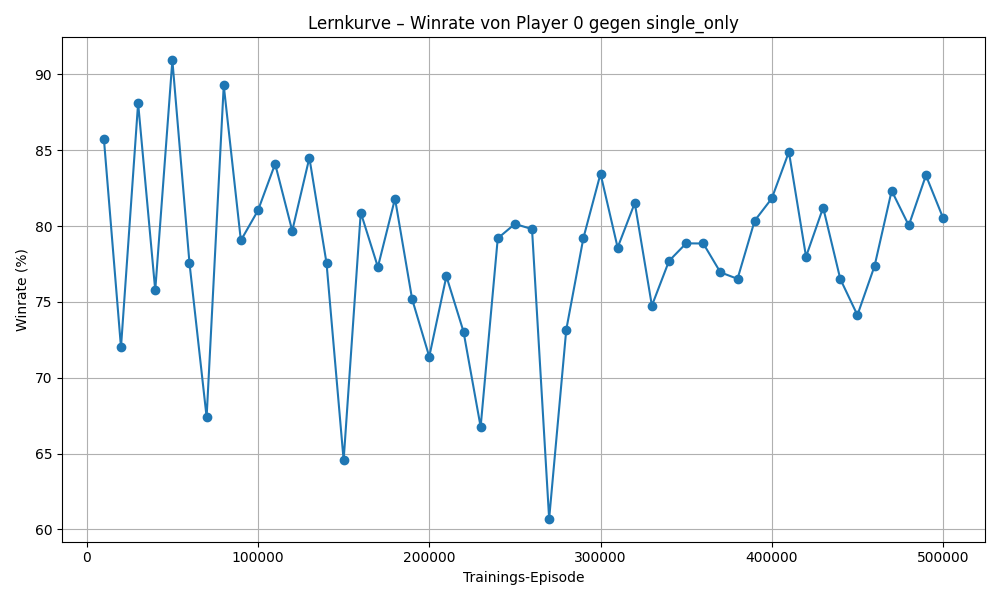 Lernkurve – Winrate von Player 0 gegen single_only
Winrate (%)
90
85
80
75
70
65
60
0 100000 200000 300000 400000 500000
Trainings-Episode